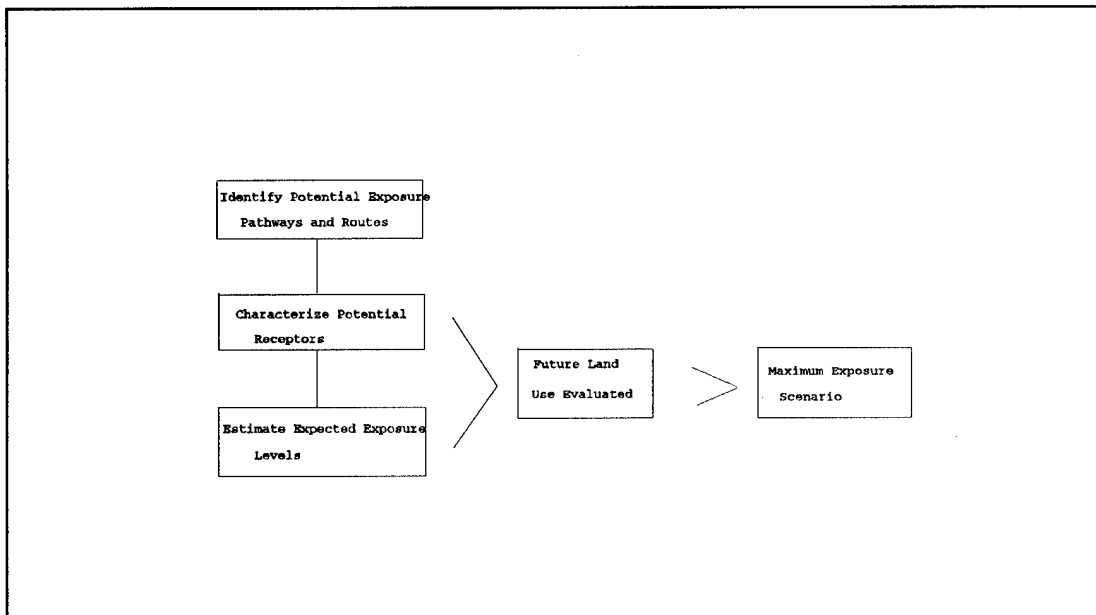 Identify Potential Exposure
Pathways and Routes
Characterize Potential
Receptors
Estimate Expected Exposure
Levels
Future Land
Use Evaluated
Maximum Exposure
Scenario